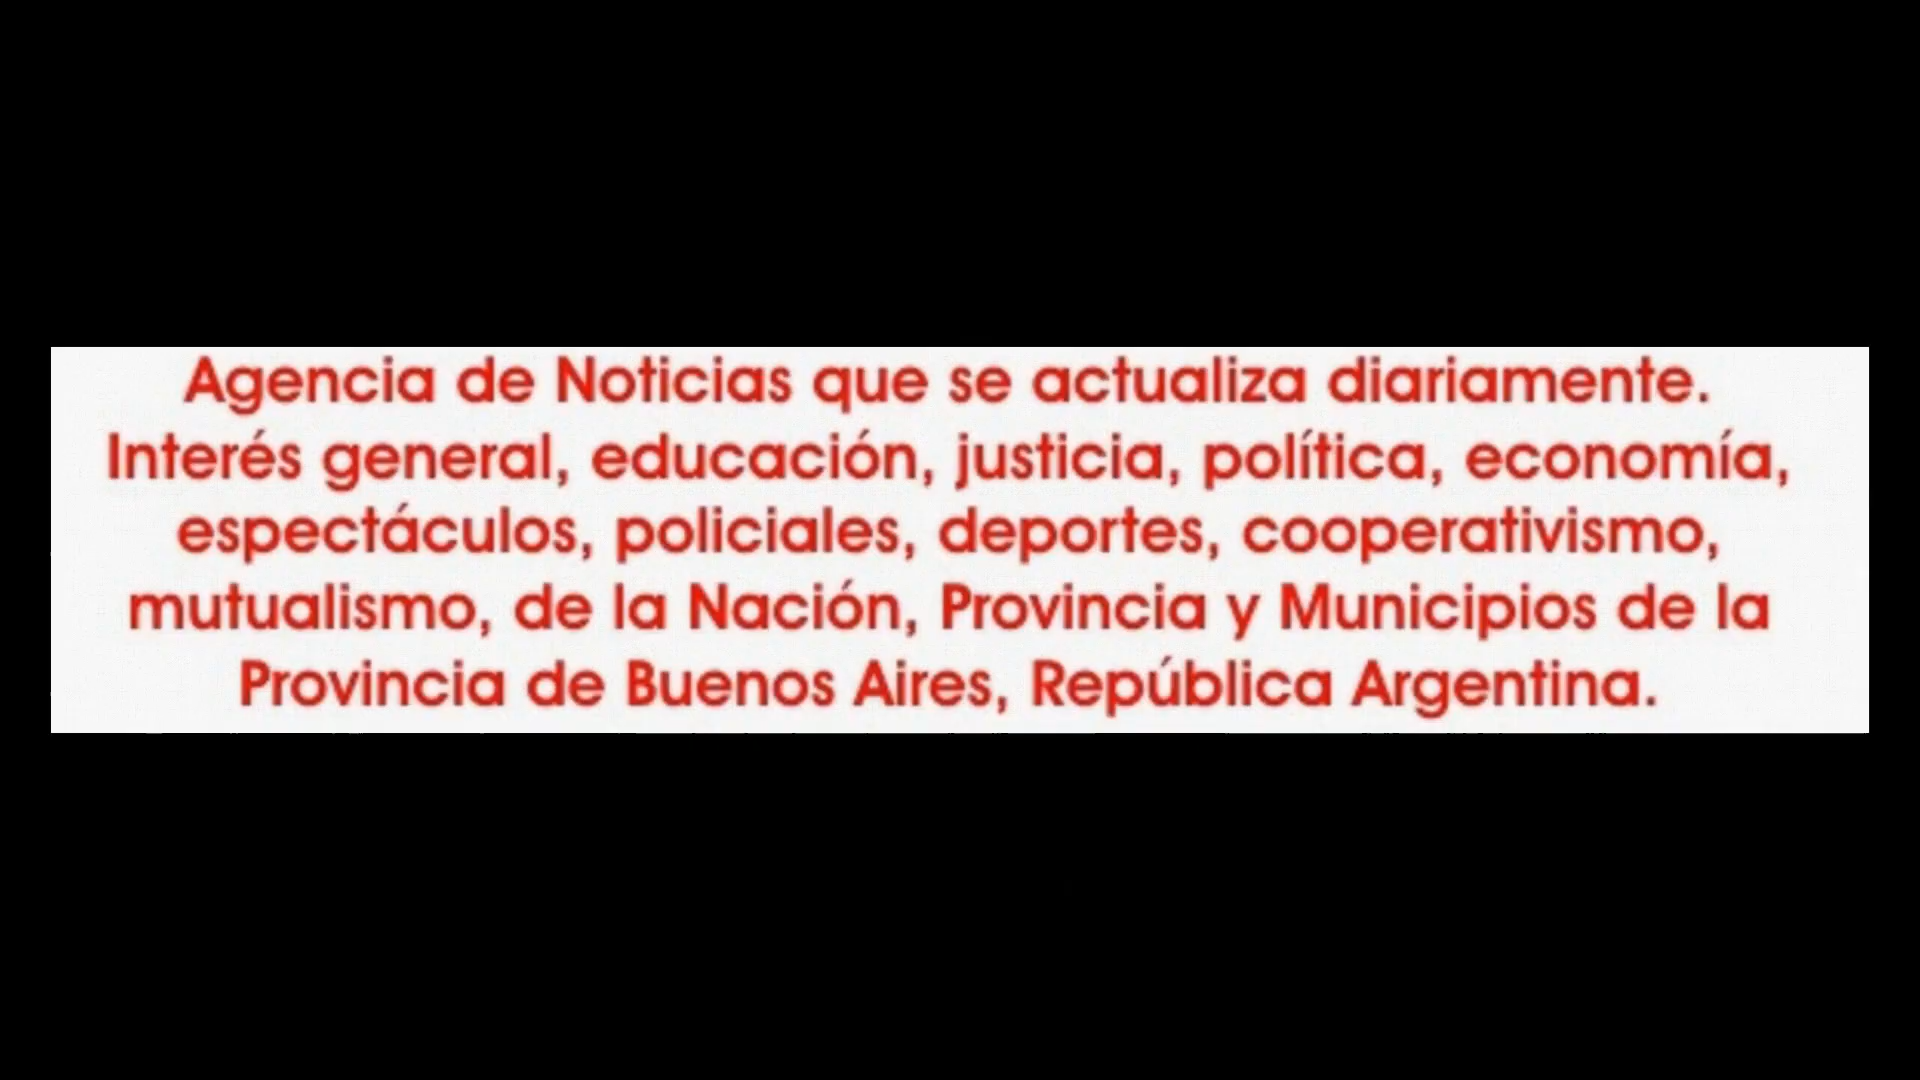 Agencia de Noticias que se actualiza diariamente.
Interés general, educación, justicia, política, economía,
espectáculos, policiales, deportes, cooperativismo,
mutualismo, de la Nación, Provincia y Municipios de la
Provincia de Buenos Aires, República Argentina.